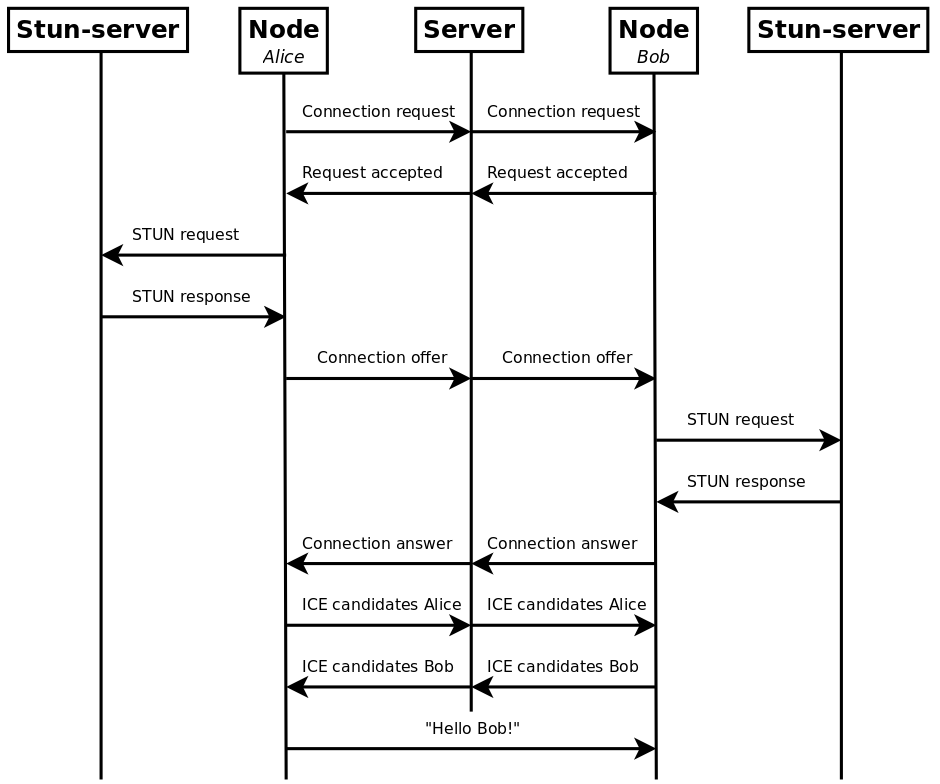 Stun-server
Node
Alice
Server
Node
Bob
Stun-server
Connection request
Connection request
Request accepted
Request accepted
STUN request
STUN response
Connection offer
Connection offer
STUN request
STUN response
Connection answer
Connection answer
ICE candidates Alice
ICE candidates Alice
ICE candidates Bob
ICE candidates Bob
"Hello Bob!"